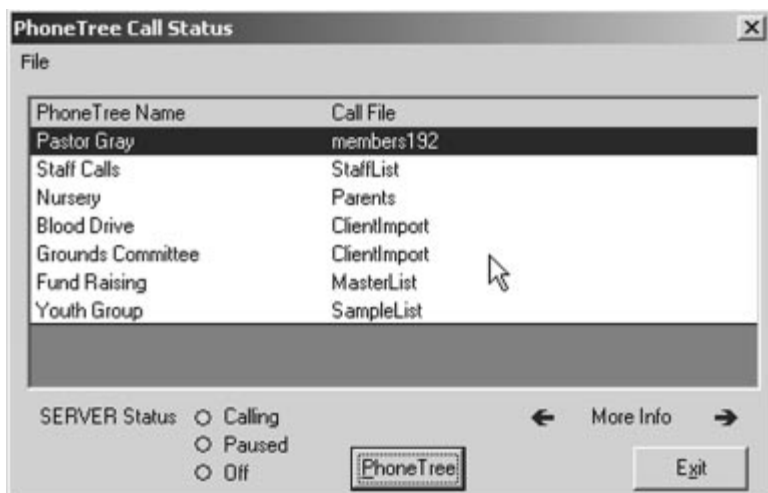 PhoneTree Call Status
File
PhoneTree Name Call File
Pastor Gray members192
Staff Calls StaffList
Nursery Parents
Blood Drive ClientImport
Grounds Committee ClientImport
Fund Raising MasterList
Youth Group SampleList
SERVER Status Calling More Info
Paused
Off PhoneTree Exit